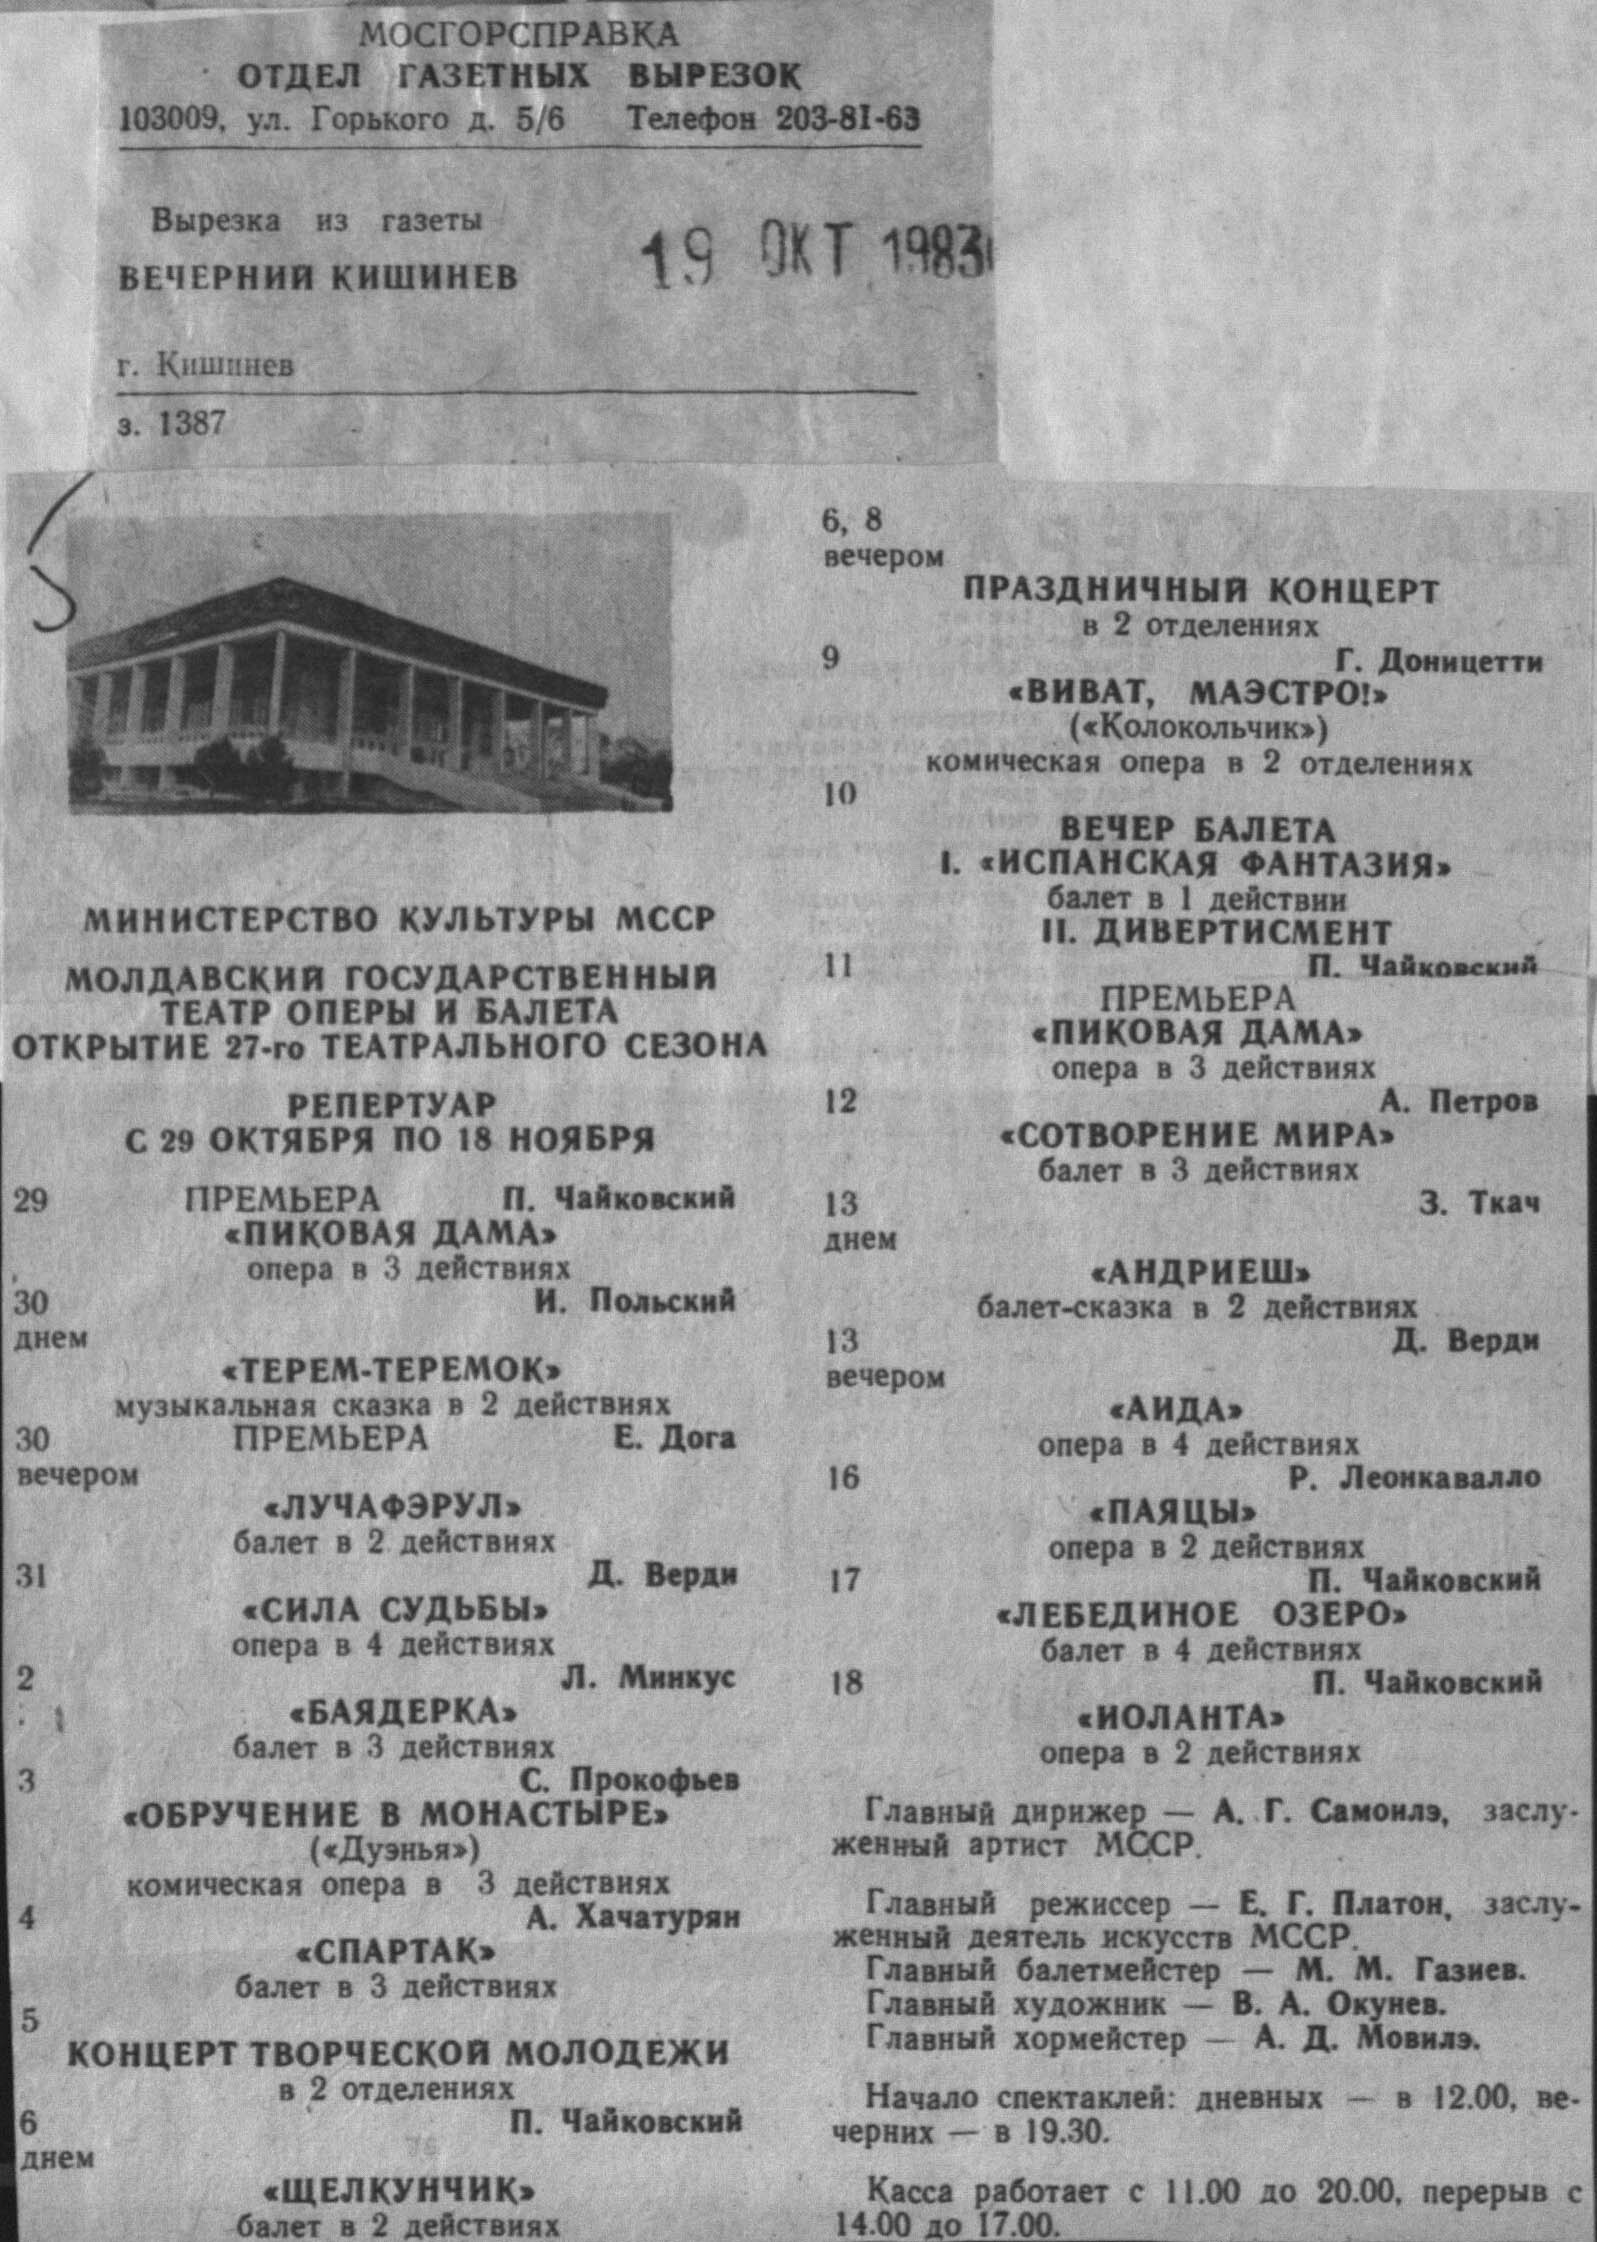 МОСГОРСПРАВКА
ОТДЕЛ ГАЗЕТНЫХ ВЫРЕЗОК
103009, ул. Горького д. 5/6 Телефон 203-81-63
Вырезка из газеты
ВЕЧЕРНИЙ КИШИНЕВ
19 ОКТ 1983
г. Кишинев
з. 1387
МИНИСТЕРСТВО КУЛЬТУРЫ МССР
МОЛДАВСКИЙ ГОСУДАРСТВЕННЫЙ
ТЕАТР ОПЕРЫ И БАЛЕТА
ОТКРЫТИЕ 27-го ТЕАТРАЛЬНОГО СЕЗОНА
РЕПЕРТУАР
С 29 ОКТЯБРЯ ПО 18 НОЯБРЯ
29 ПРЕМЬЕРА П. Чайковский
«ПИКОВАЯ ДАМА»
опера в 3 действиях
30 И. Польский
днем
«ТЕРЕМ-ТЕРЕМОК»
музыкальная сказка в 2 действиях
30 ПРЕМЬЕРА Е. Дога
вечером
«ЛУЧАФЭРУЛ»
балет в 2 действиях
31 Д. Верди
«СИЛА СУДЬБЫ»
опера в 4 действиях
2 Л. Минкус
«БАЯДЕРКА»
балет в 3 действиях
3 С. Прокофьев
«ОБРУЧЕНИЕ В МОНАСТЫРЕ»
(«Дуэнья»)
комическая опера в 3 действиях
4 А. Хачатурян
«СПАРТАК»
балет в 3 действиях
5
КОНЦЕРТ ТВОРЧЕСКОЙ МОЛОДЕЖИ
в 2 отделениях
6 П. Чайковский
днем
«ЩЕЛКУНЧИК»
балет в 2 действиях
6, 8
вечером
ПРАЗДНИЧНЫЙ КОНЦЕРТ
в 2 отделениях
9 Г. Доницетти
«ВИВАТ, МАЭСТРО!»
(«Колокольчик»)
комическая опера в 2 отделениях
10
ВЕЧЕР БАЛЕТА
I. «ИСПАНСКАЯ ФАНТАЗИЯ»
балет в 1 действии
II. ДИВЕРТИСМЕНТ
11 П. Чайковский
ПРЕМЬЕРА
«ПИКОВАЯ ДАМА»
опера в 3 действиях
12 А. Петров
«СОТВОРЕНИЕ МИРА»
балет в 3 действиях
13 З. Ткач
днем
«АНДРИЕШ»
балет-сказка в 2 действиях
13 Д. Верди
вечером
«АИДА»
опера в 4 действиях
16 Р. Леонкавалло
«ПАЯЦЫ»
опера в 2 действиях
17 П. Чайковский
«ЛЕБЕДИНОЕ ОЗЕРО»
балет в 4 действиях
18 П. Чайковский
«ИОЛАНТА»
опера в 2 действиях
Главный дирижер — А. Г. Самоилэ, заслу-
женный артист МССР.
Главный режиссер — Е. Г. Платон, заслу-
женный деятель искусств МССР.
Главный балетмейстер — М. М. Газиев.
Главный художник — В. А. Окунев.
Главный хормейстер — А. Д. Мовилэ.
Начало спектаклей: дневных — в 12.00, ве-
черних — в 19.30.
Касса работает с 11.00 до 20.00, перерыв с
14.00 до 17.00.